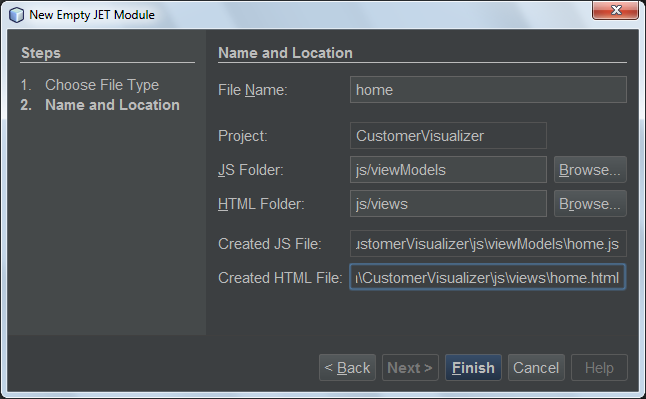 New Empty JET Module
Steps
1. Choose File Type
2. Name and Location
Name and Location
File Name: home
Project: CustomerVisualizer
JS Folder: js/viewModels Browse...
HTML Folder: js/views Browse...
Created JS File: ustomerVisualizer\js\viewModels\home.js
Created HTML File: \CustomerVisualizer\js\views\home.html
< Back Next > Finish Cancel Help